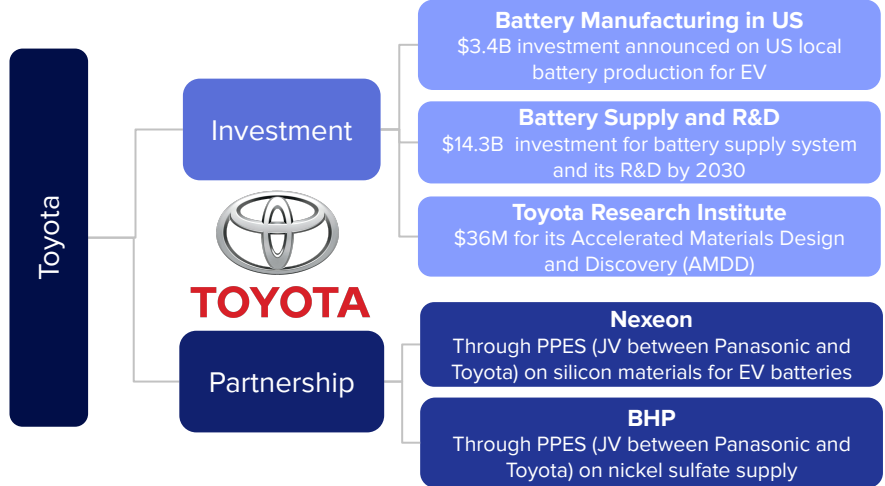 Toyota
Investment
Battery Manufacturing in US
$3.4B investment announced on US local
battery production for EV
Battery Supply and R&D
$14.3B investment for battery supply system
and its R&D by 2030
Toyota Research Institute
$36M for its Accelerated Materials Design
and Discovery (AMDD)
TOYOTA
Partnership
Nexeon
Through PPES (JV between Panasonic and
Toyota) on silicon materials for EV batteries
BHP
Through PPES (JV between Panasonic and
Toyota) on nickel sulfate supply